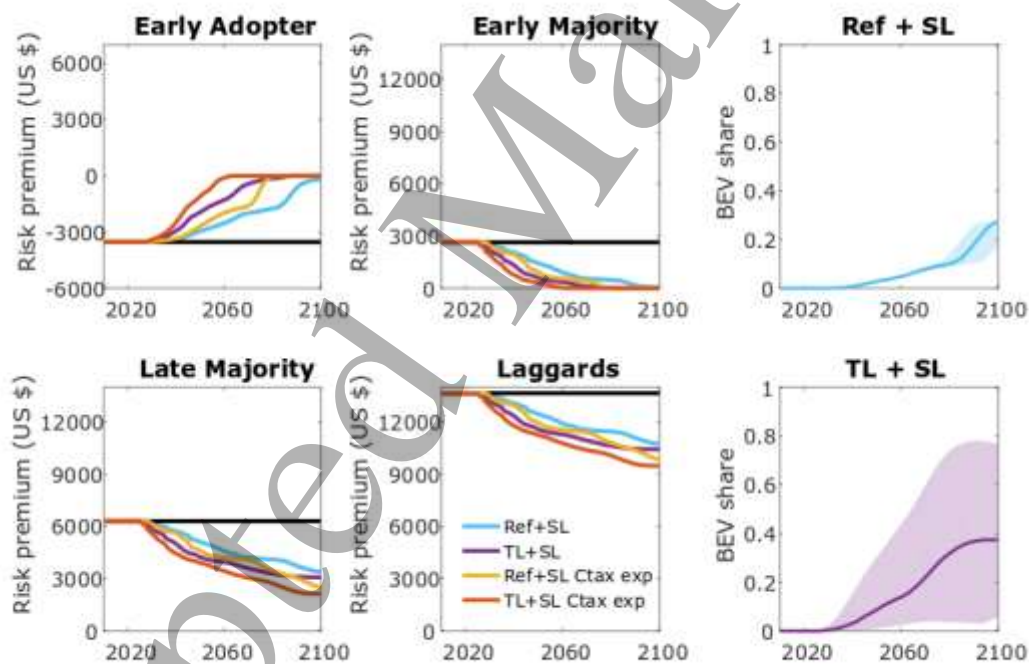 Early Adopter
Early Majority
Ref + SL
Risk premium (US $)
6000
3000
0
-3000
-6000
2020 2060 2100
Risk premium (US $)
12000
9000
6000
3000
0
2020 2060 2100
BEV share
1
0.8
0.6
0.4
0.2
0
2020 2060 2100
Late Majority
Laggards
TL + SL
Risk premium (US $)
12000
9000
6000
3000
0
2020 2060 2100
Risk premium (US $)
12000
9000
6000
3000
0
Ref+SL
TL+SL
Ref+SL Ctax exp
TL+SL Ctax exp
2020 2060 2100
BEV share
1
0.8
0.6
0.4
0.2
0
2020 2060 2100